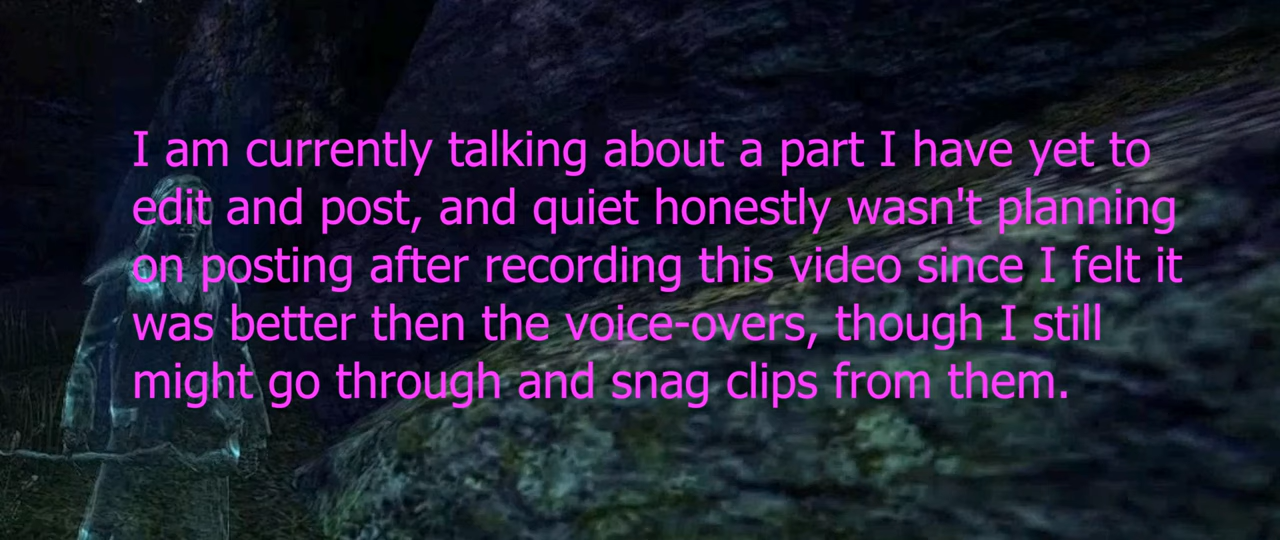 I am currently talking about a part I have yet to
edit and post, and quiet honestly wasn't planning
on posting after recording this video since I felt it
was better then the voice-overs, though I still
might go through and snag clips from them.